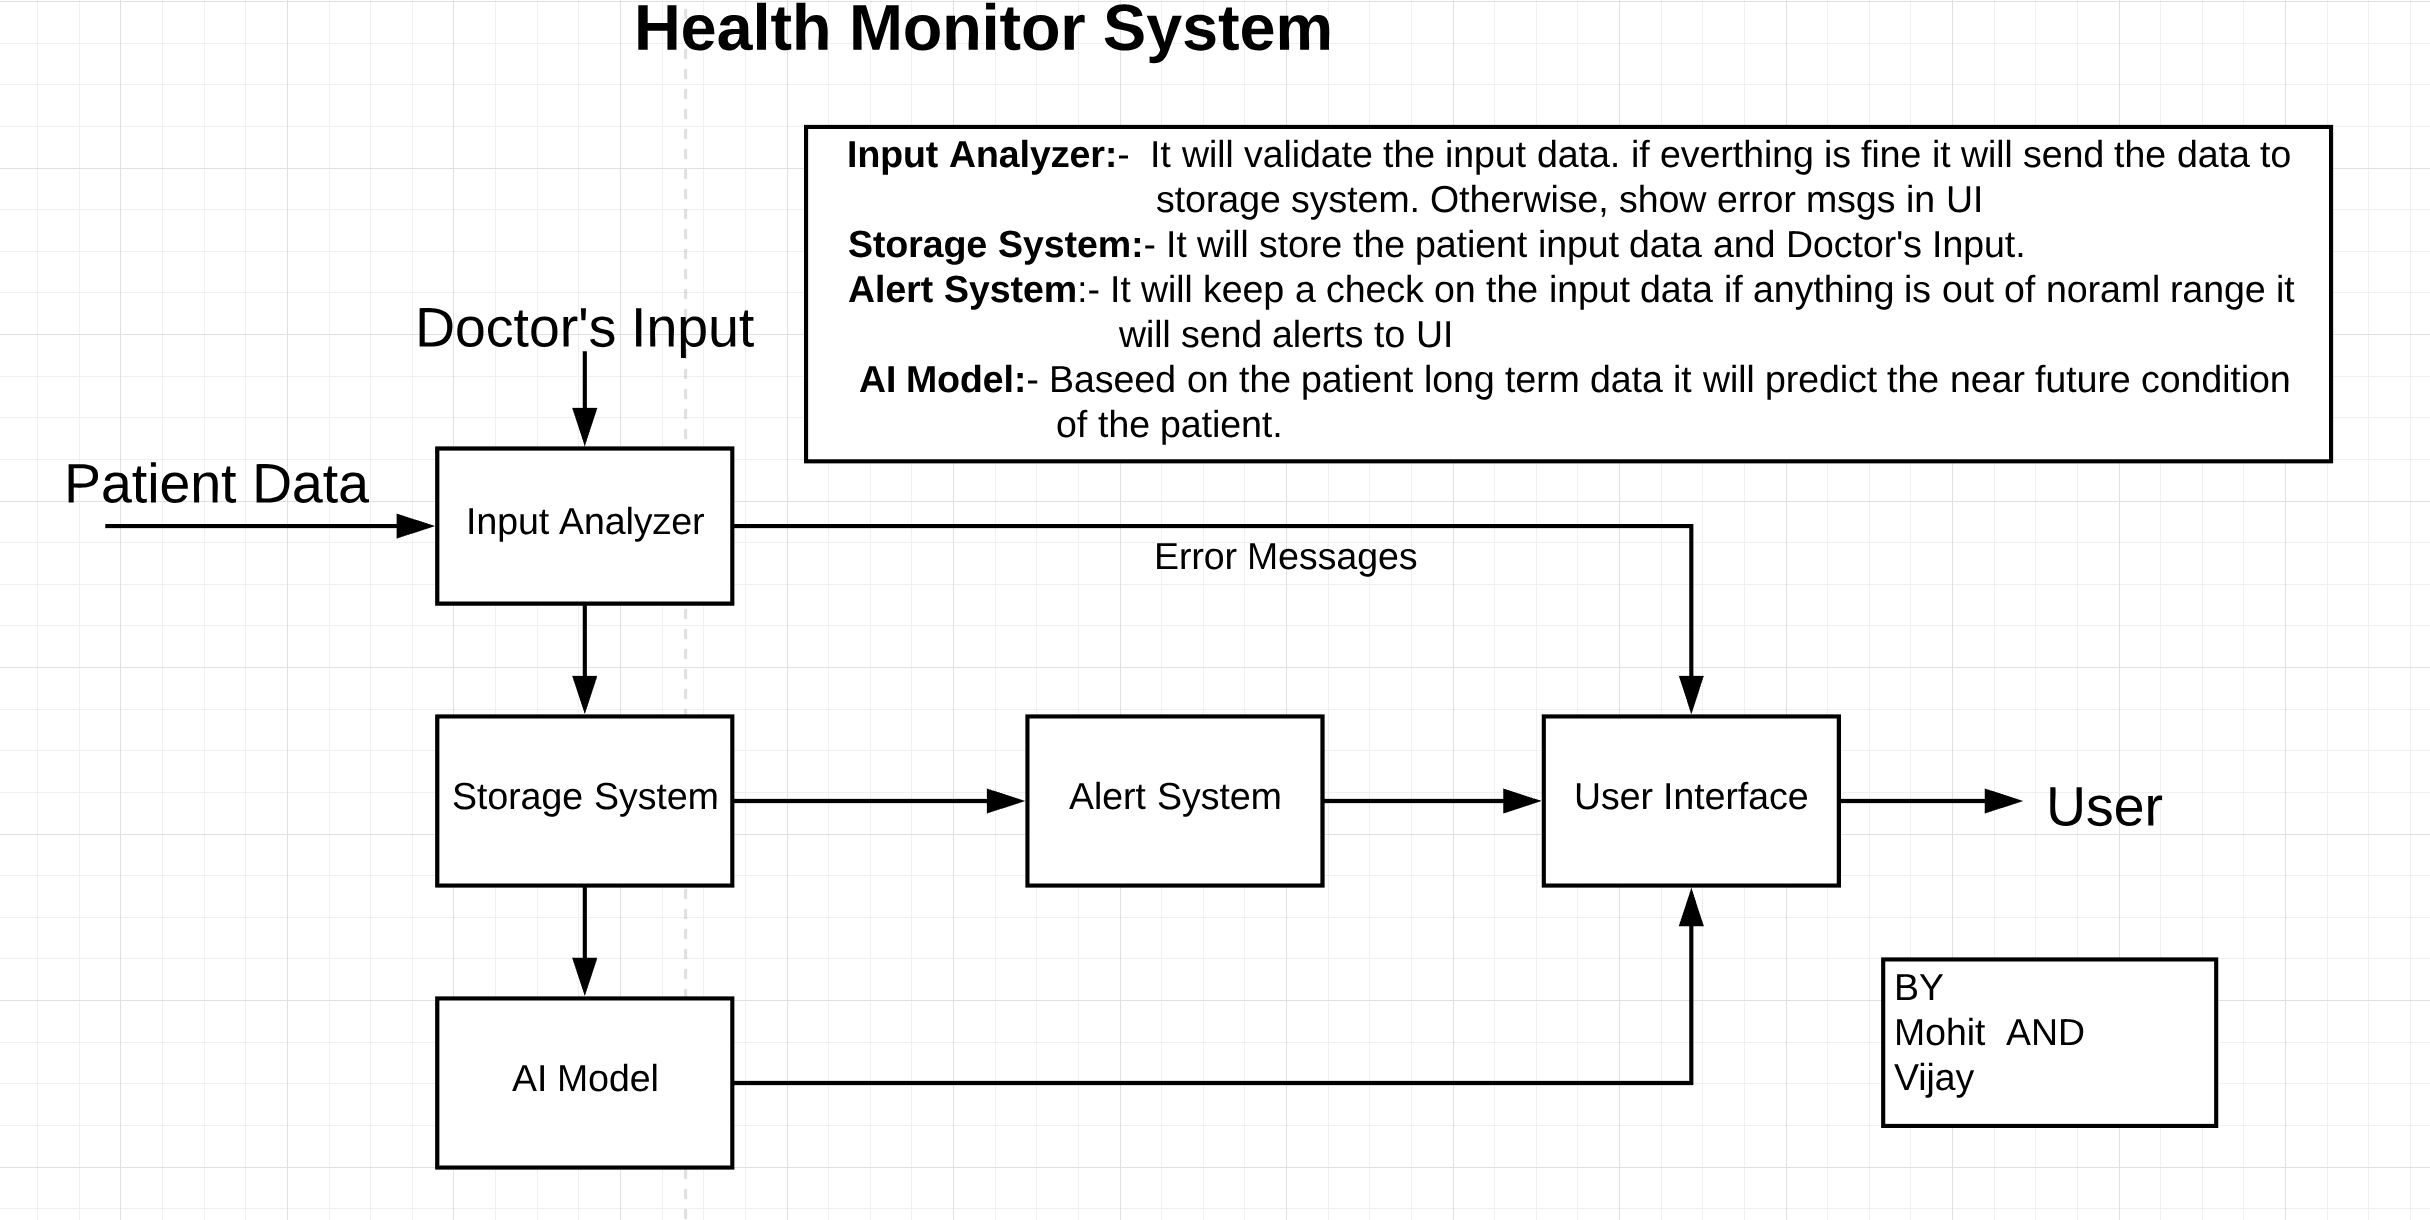 Health Monitor System
Input Analyzer:-  It will validate the input data. if everthing is fine it will send the data to
storage system. Otherwise, show error msgs in UI
Storage System:- It will store the patient input data and Doctor's Input.
Alert System:- It will keep a check on the input data if anything is out of noraml range it
will send alerts to UI
AI Model:- Baseed on the patient long term data it will predict the near future condition
of the patient.
Doctor's Input
Patient Data
Input Analyzer
Error Messages
Storage System
Alert System
User Interface
User
AI Model
BY
Mohit  AND
Vijay